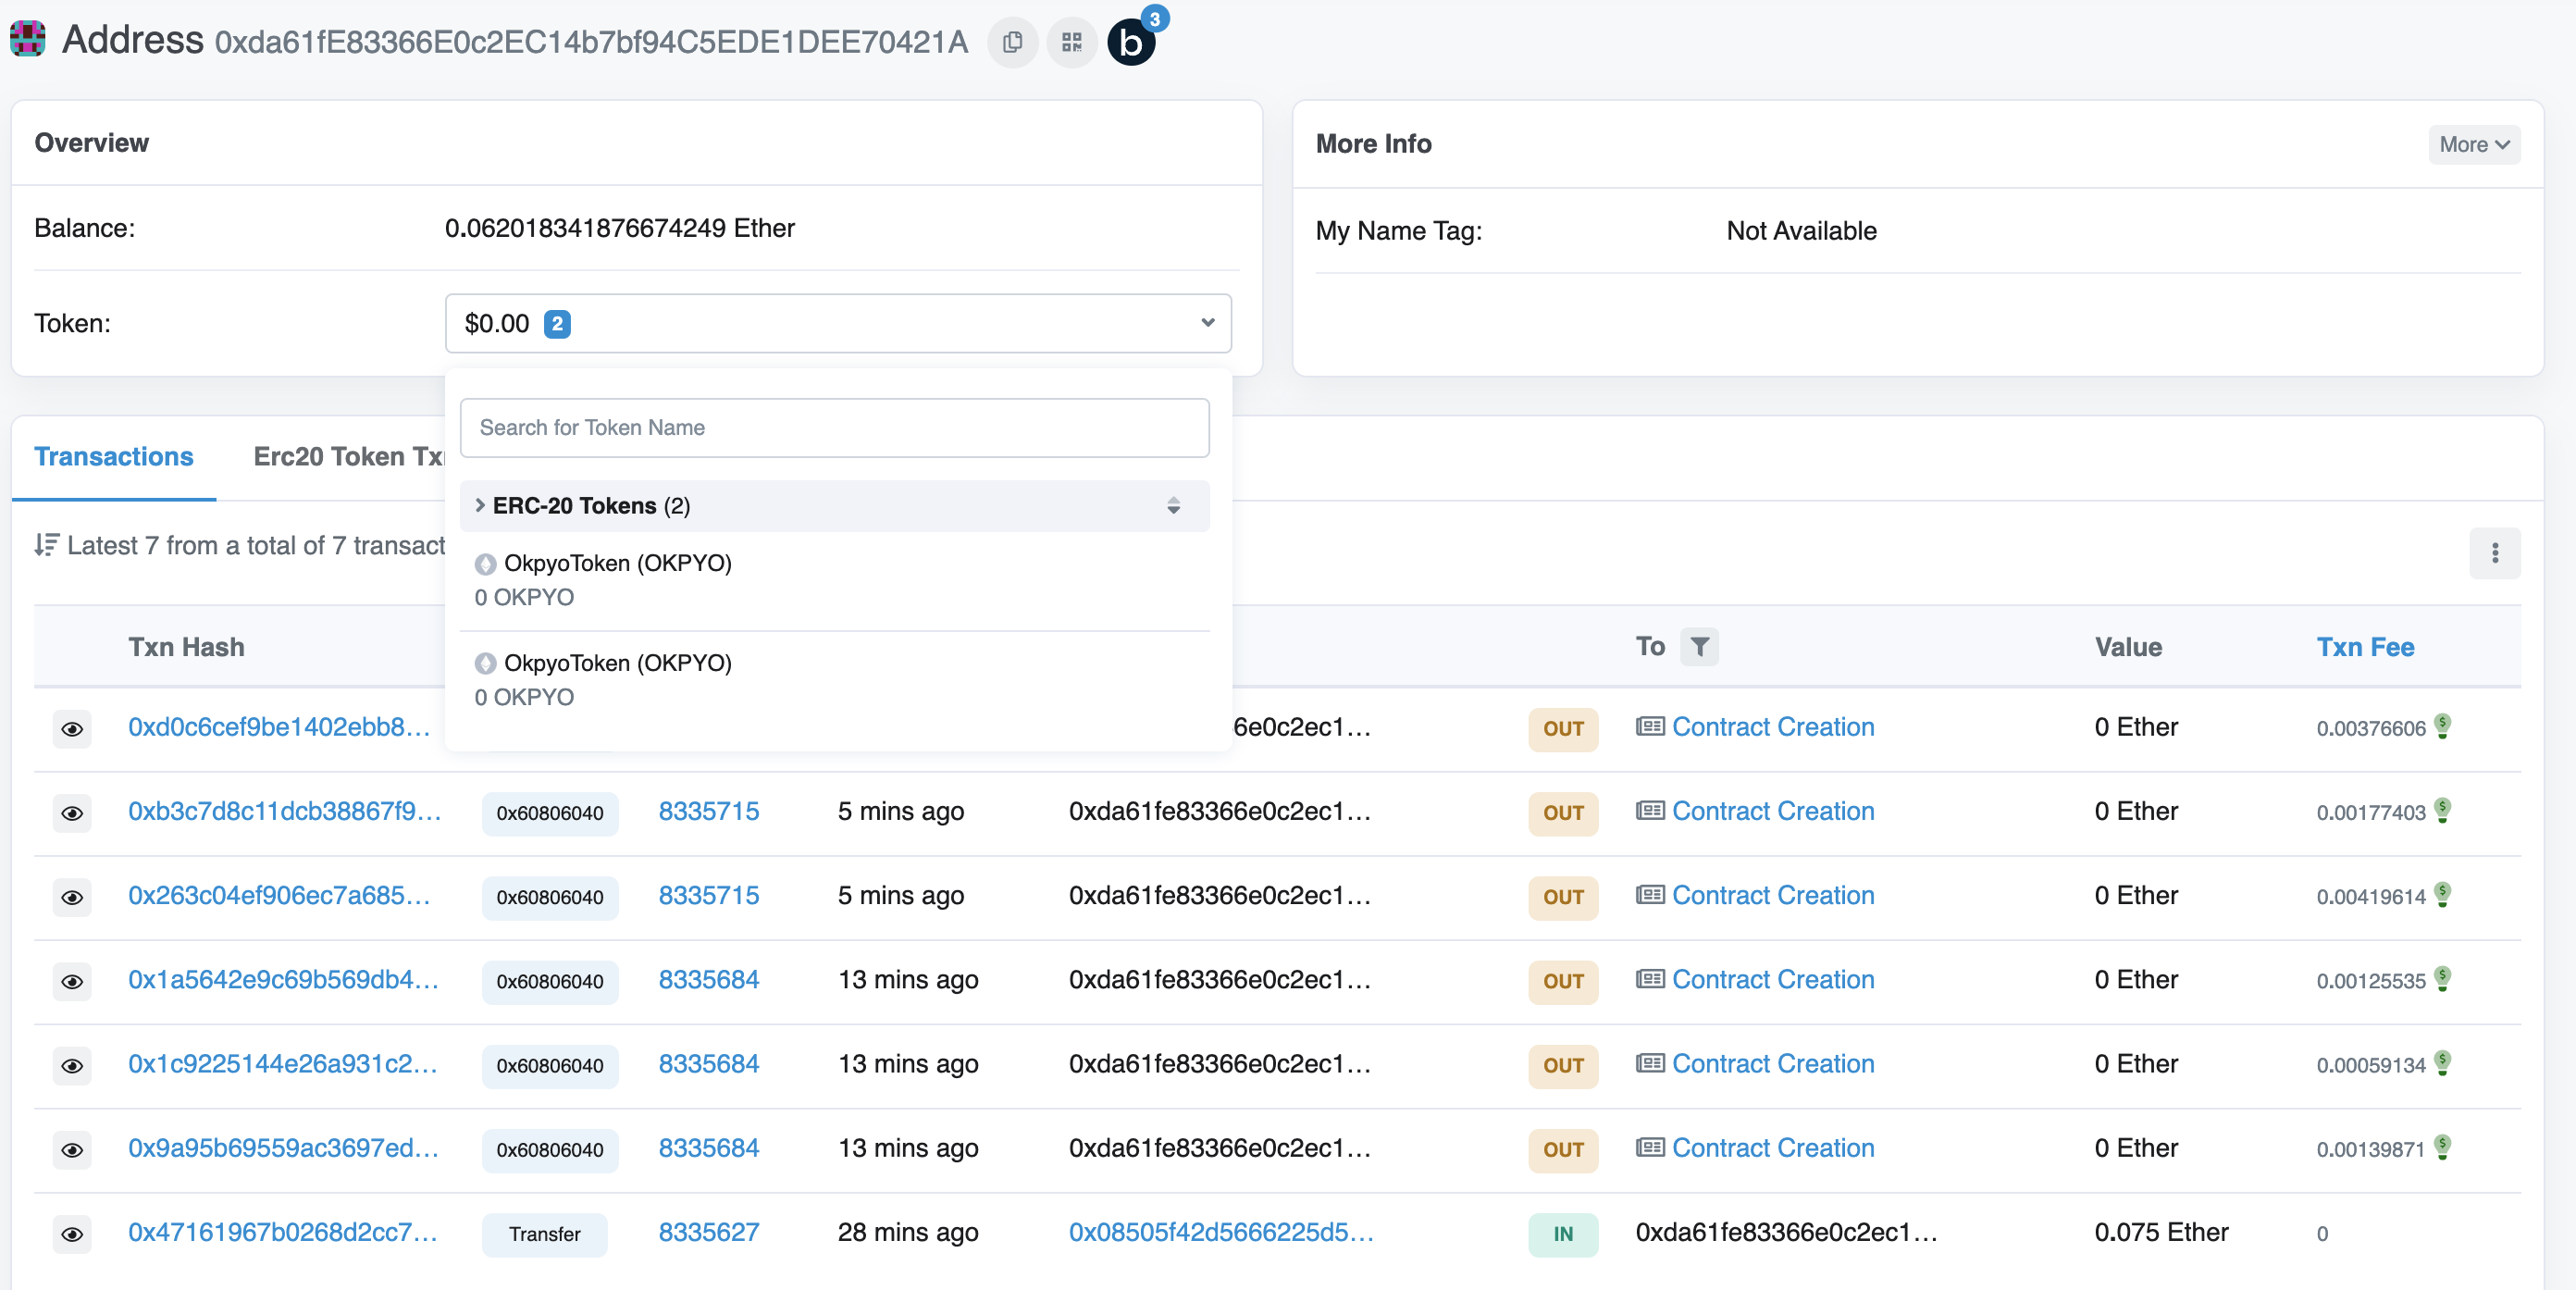 Address 0xda61fE83366E0c2EC14b7bf94C5EDE1DEE70421A b 3
Overview
Balance: 0.062018341876674249 Ether
Token: $0.00 2
More Info More
My Name Tag: Not Available
Search for Token Name
ERC-20 Tokens (2)
OkpyoToken (OKPYO)
0 OKPYO
OkpyoToken (OKPYO)
0 OKPYO
Transactions Erc20 Token Tx
Latest 7 from a total of 7 transact
Txn Hash To Value Txn Fee
0xd0c6cef9be1402ebb8... 6e0c2ec1... OUT Contract Creation 0 Ether 0.00376606
0xb3c7d8c11dcb38867f9... 0x60806040 8335715 5 mins ago 0xda61fe83366e0c2ec1... OUT Contract Creation 0 Ether 0.00177403
0x263c04ef906ec7a685... 0x60806040 8335715 5 mins ago 0xda61fe83366e0c2ec1... OUT Contract Creation 0 Ether 0.00419614
0x1a5642e9c69b569db4... 0x60806040 8335684 13 mins ago 0xda61fe83366e0c2ec1... OUT Contract Creation 0 Ether 0.00125535
0x1c9225144e26a931c2... 0x60806040 8335684 13 mins ago 0xda61fe83366e0c2ec1... OUT Contract Creation 0 Ether 0.00059134
0x9a95b69559ac3697ed... 0x60806040 8335684 13 mins ago 0xda61fe83366e0c2ec1... OUT Contract Creation 0 Ether 0.00139871
0x47161967b0268d2cc7... Transfer 8335627 28 mins ago 0x08505f42d5666225d5... IN 0xda61fe83366e0c2ec1... 0.075 Ether 0